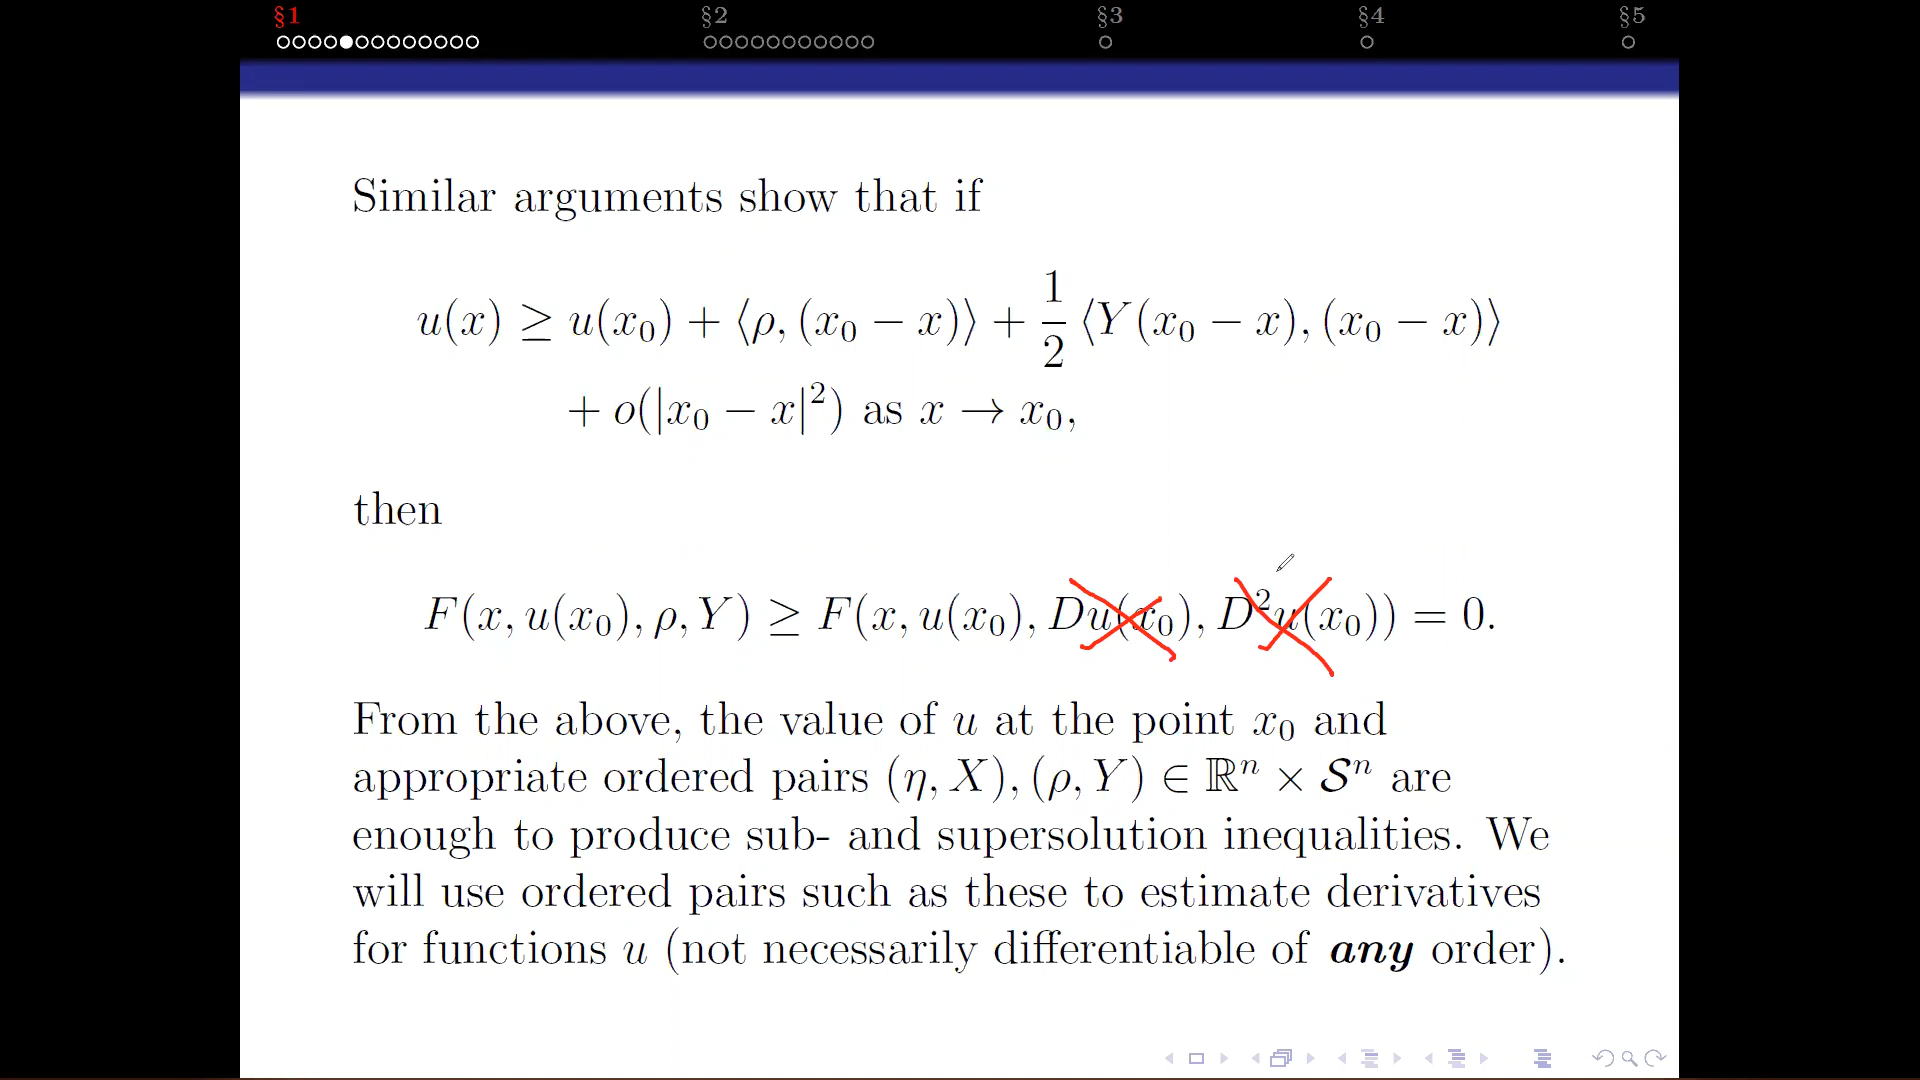 §1 §2 §3 §4 §5
Similar arguments show that if
u(x) ≥ u(x₀) + ⟨ρ, (x₀ − x)⟩ + 1/2 ⟨Y(x₀ − x), (x₀ − x)⟩
+ o(|x₀ − x|²) as x → x₀,
then
F(x, u(x₀), ρ, Y) ≥ F(x, u(x₀), Du(x₀), D²u(x₀)) = 0.
From the above, the value of u at the point x₀ and
appropriate ordered pairs (η, X), (ρ, Y) ∈ ℝⁿ × 𝒮ⁿ are
enough to produce sub- and supersolution inequalities. We
will use ordered pairs such as these to estimate derivatives
for functions u (not necessarily differentiable of any order).